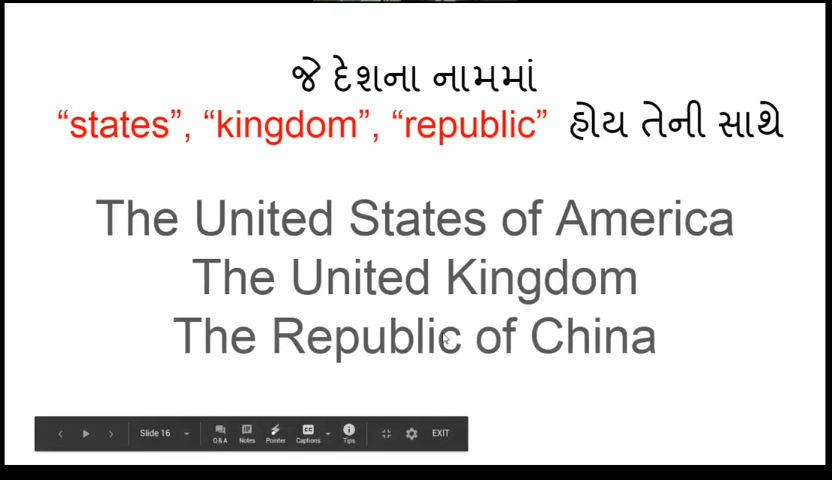 જે દેશના નામમાં
“states”, “kingdom”, “republic” હોય તેની સાથે
The United States of America
The United Kingdom
The Republic of China
Slide 16
Q & A
Notes
Pointer
CC
Captions
Tips
EXIT